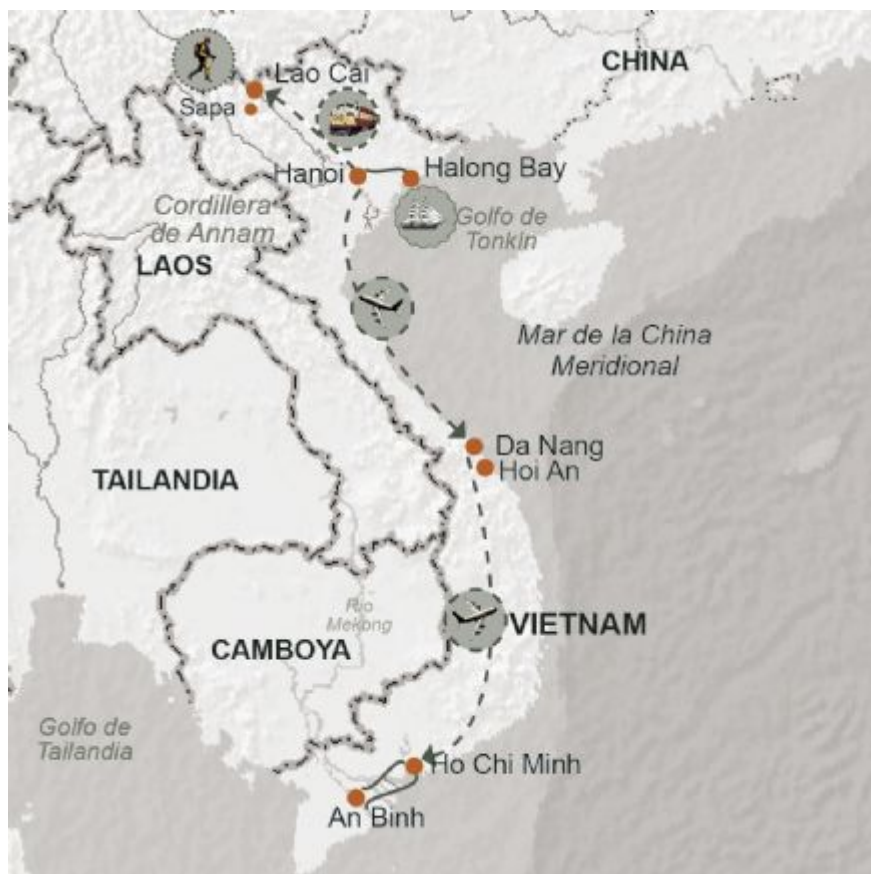 CHINA
Lao Cai
Sapa
Hanoi
Halong Bay
Cordillera
de Annam
Golfo de
Tonkin
LAOS
Mar de la China
Meridional
Da Nang
Hoi An
TAILANDIA
Rio
Mekong
VIETNAM
CAMBOYA
Golfo de
Tailandia
Ho Chi Minh
An Binh